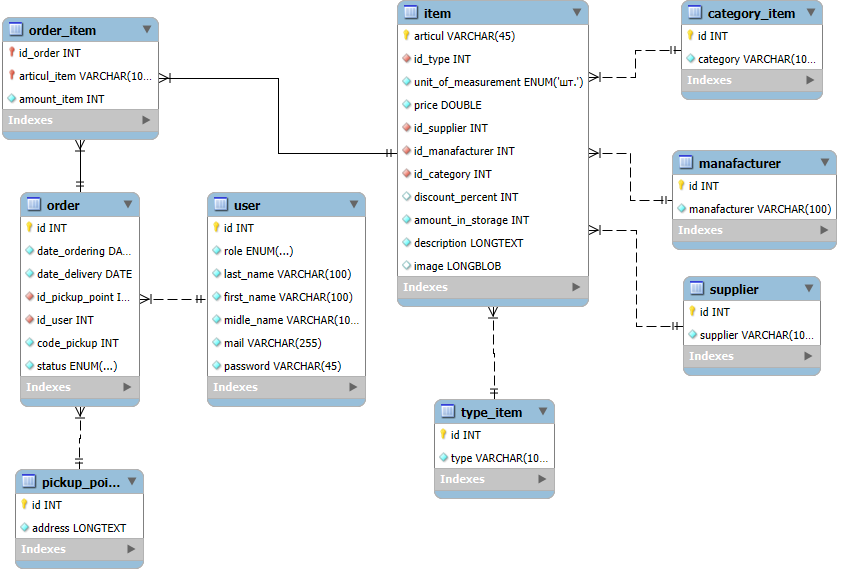 order_item
id_order INT
articul_item VARCHAR(10...
amount_item INT
Indexes
order
id INT
date_ordering DA...
date_delivery DATE
id_pickup_point I...
id_user INT
code_pickup INT
status ENUM(...)
Indexes
user
id INT
role ENUM(...)
last_name VARCHAR(100)
first_name VARCHAR(100)
midle_name VARCHAR(10...
mail VARCHAR(255)
password VARCHAR(45)
Indexes
pickup_poi...
id INT
address LONGTEXT
Indexes
item
articul VARCHAR(45)
id_type INT
unit_of_measurement ENUM('шт.')
price DOUBLE
id_supplier INT
id_manafacturer INT
id_category INT
discount_percent INT
amount_in_storage INT
description LONGTEXT
image LONGBLOB
Indexes
type_item
id INT
type VARCHAR(10...
Indexes
category_item
id INT
category VARCHAR(10...
Indexes
manafacturer
id INT
manafacturer VARCHAR(100)
Indexes
supplier
id INT
supplier VARCHAR(10...
Indexes